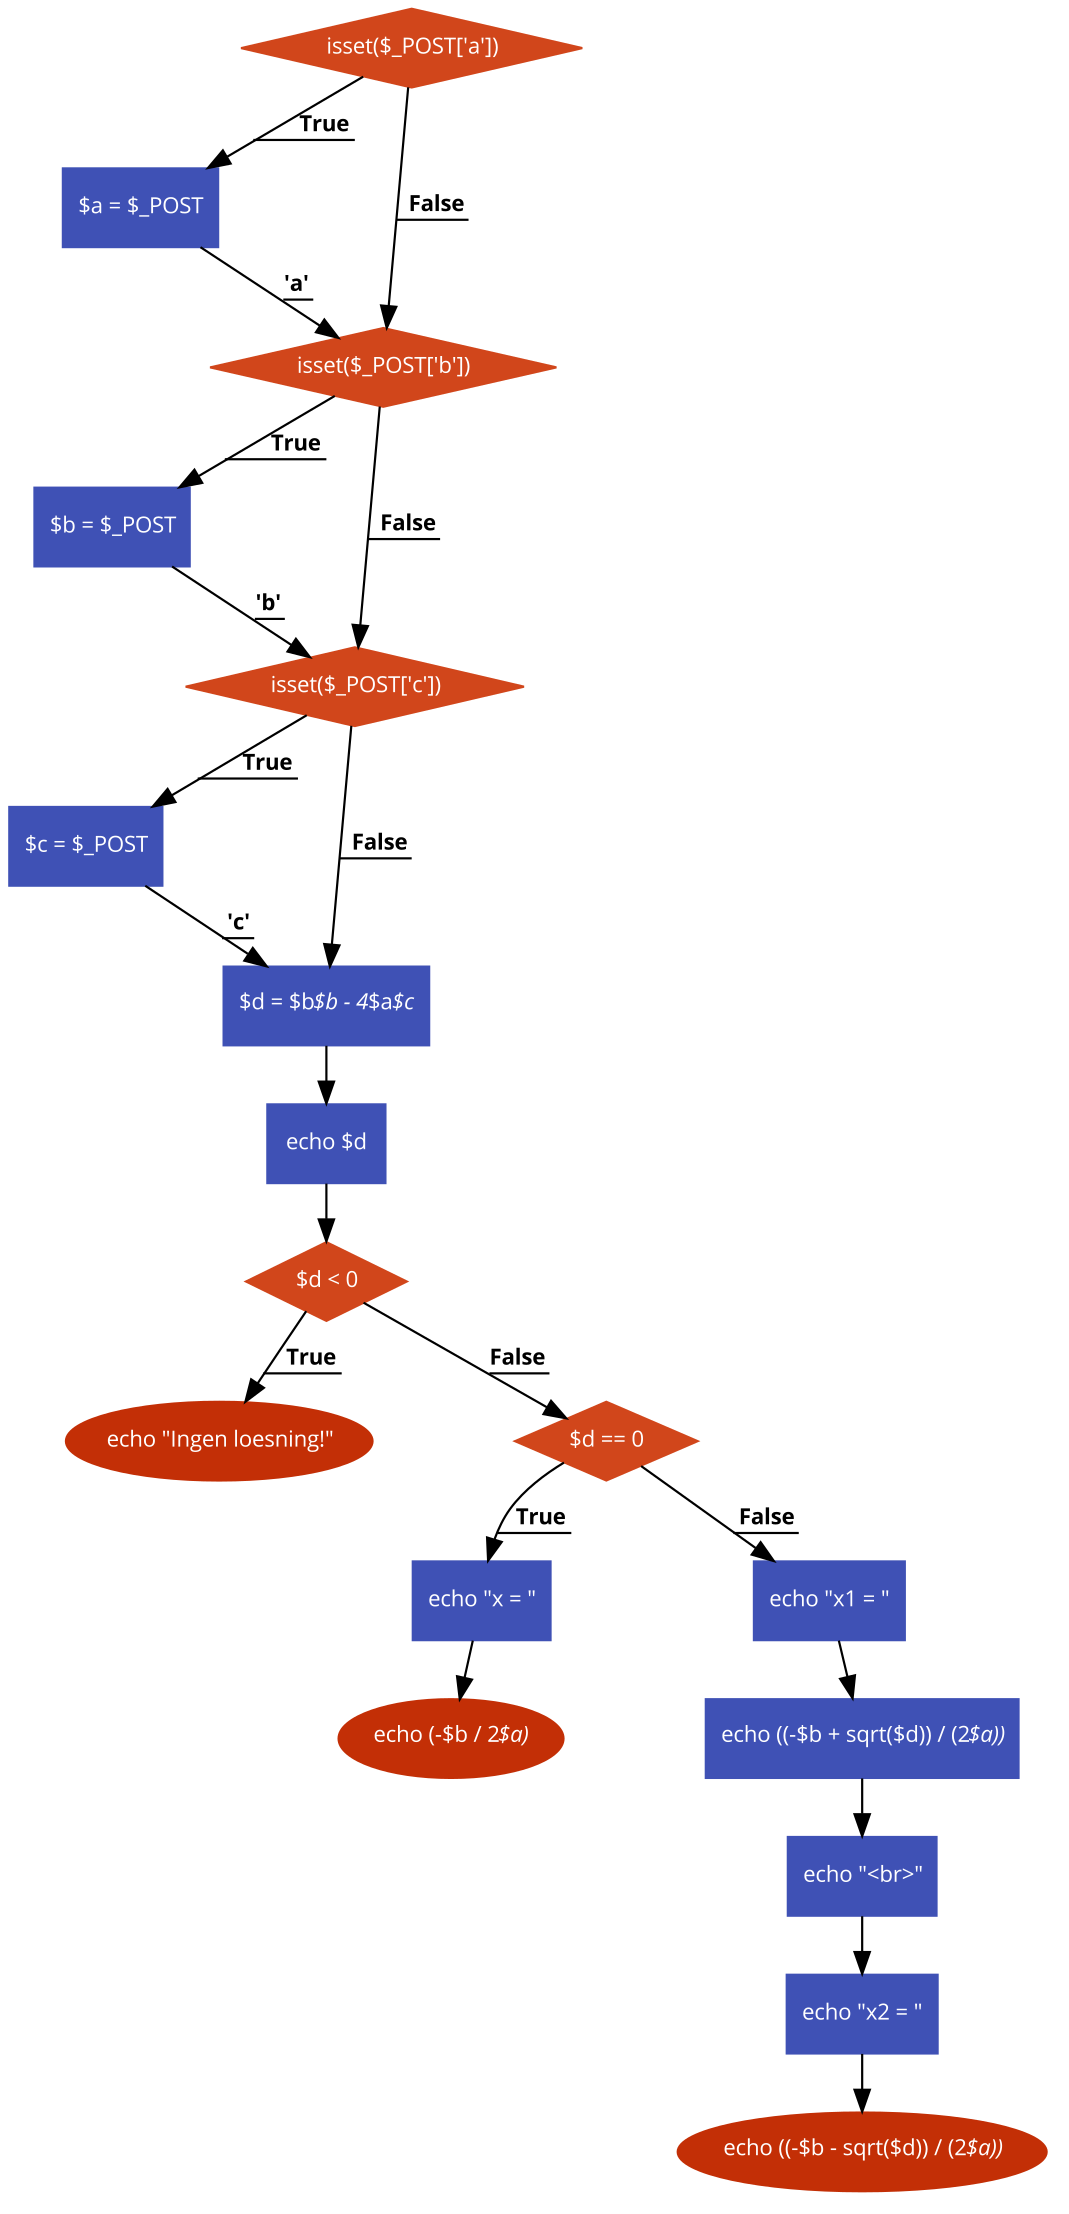 isset($_POST['a'])
True
$a = $_POST
False
'a'
isset($_POST['b'])
True
$b = $_POST
False
'b'
isset($_POST['c'])
True
$c = $_POST
False
'c'
$d = $b$b - 4$a$c
echo $d
$d < 0
True
False
echo "Ingen loesning!"
$d == 0
True
False
echo "x = "
echo "x1 = "
echo (-$b / 2$a)
echo ((-$b + sqrt($d)) / (2$a))
echo "<br>"
echo "x2 = "
echo ((-$b - sqrt($d)) / (2$a))